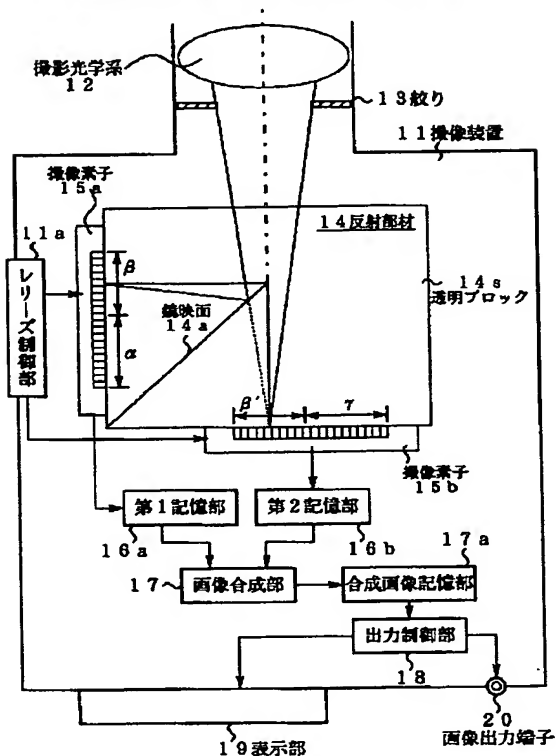 撮影光学系
12
13絞り
11撮像装置
撮像素子
15a
11a
14反射部材
レリーズ制御部
β
鏡映面
14a
α
14s
透明ブロック
β'
γ
撮像素子
15b
第1記憶部
16a
第2記憶部
16b
17a
17
画像合成部
合成画像記憶部
出力制御部
18
20
画像出力端子
19表示部